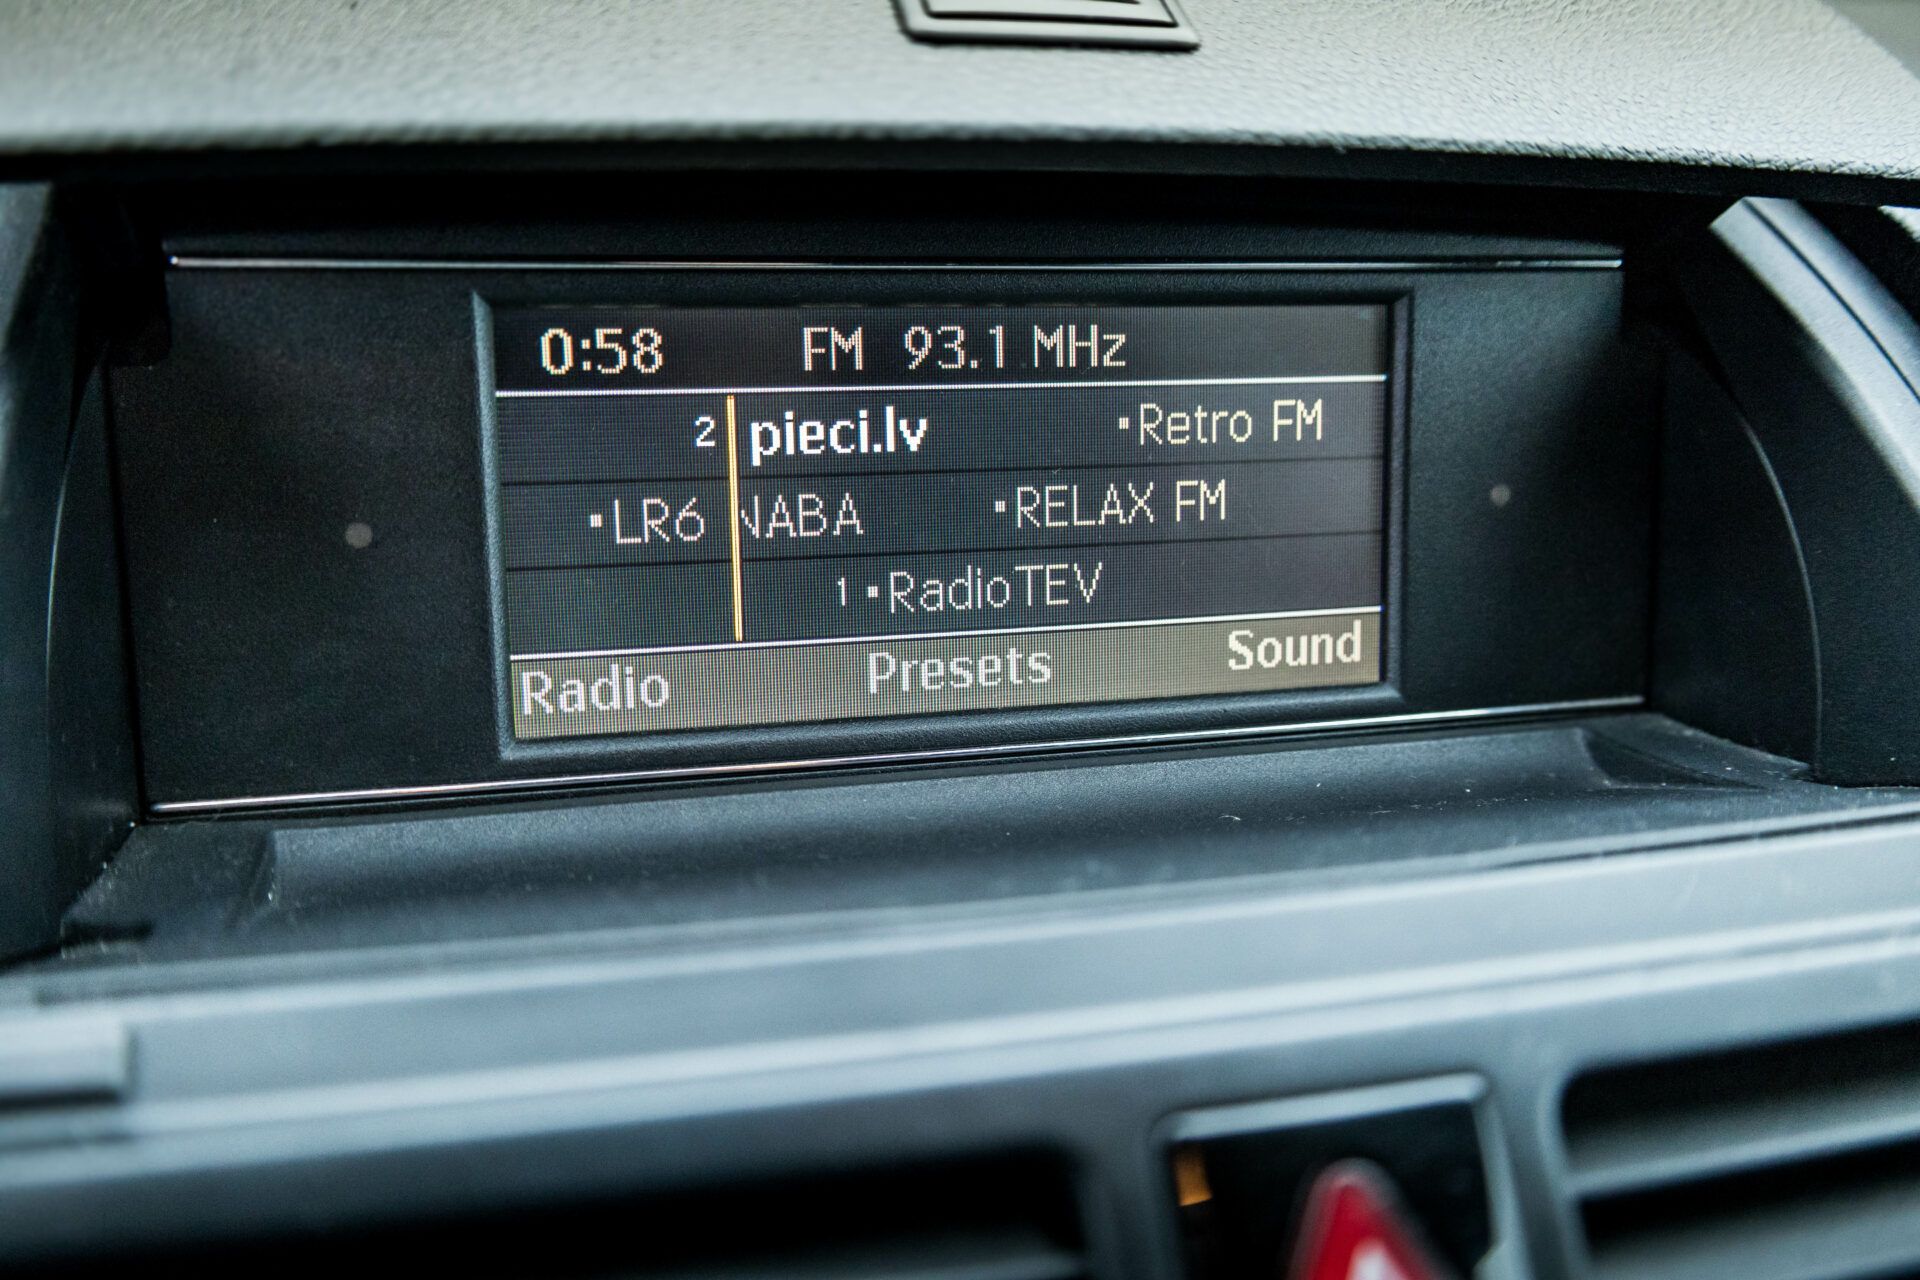 0:58 FM 93.1 MHz
2 pieci.lv ▪Retro FM
▪LR6 NABA ▪RELAX FM
1 ▪RadioTEV
Radio Presets Sound